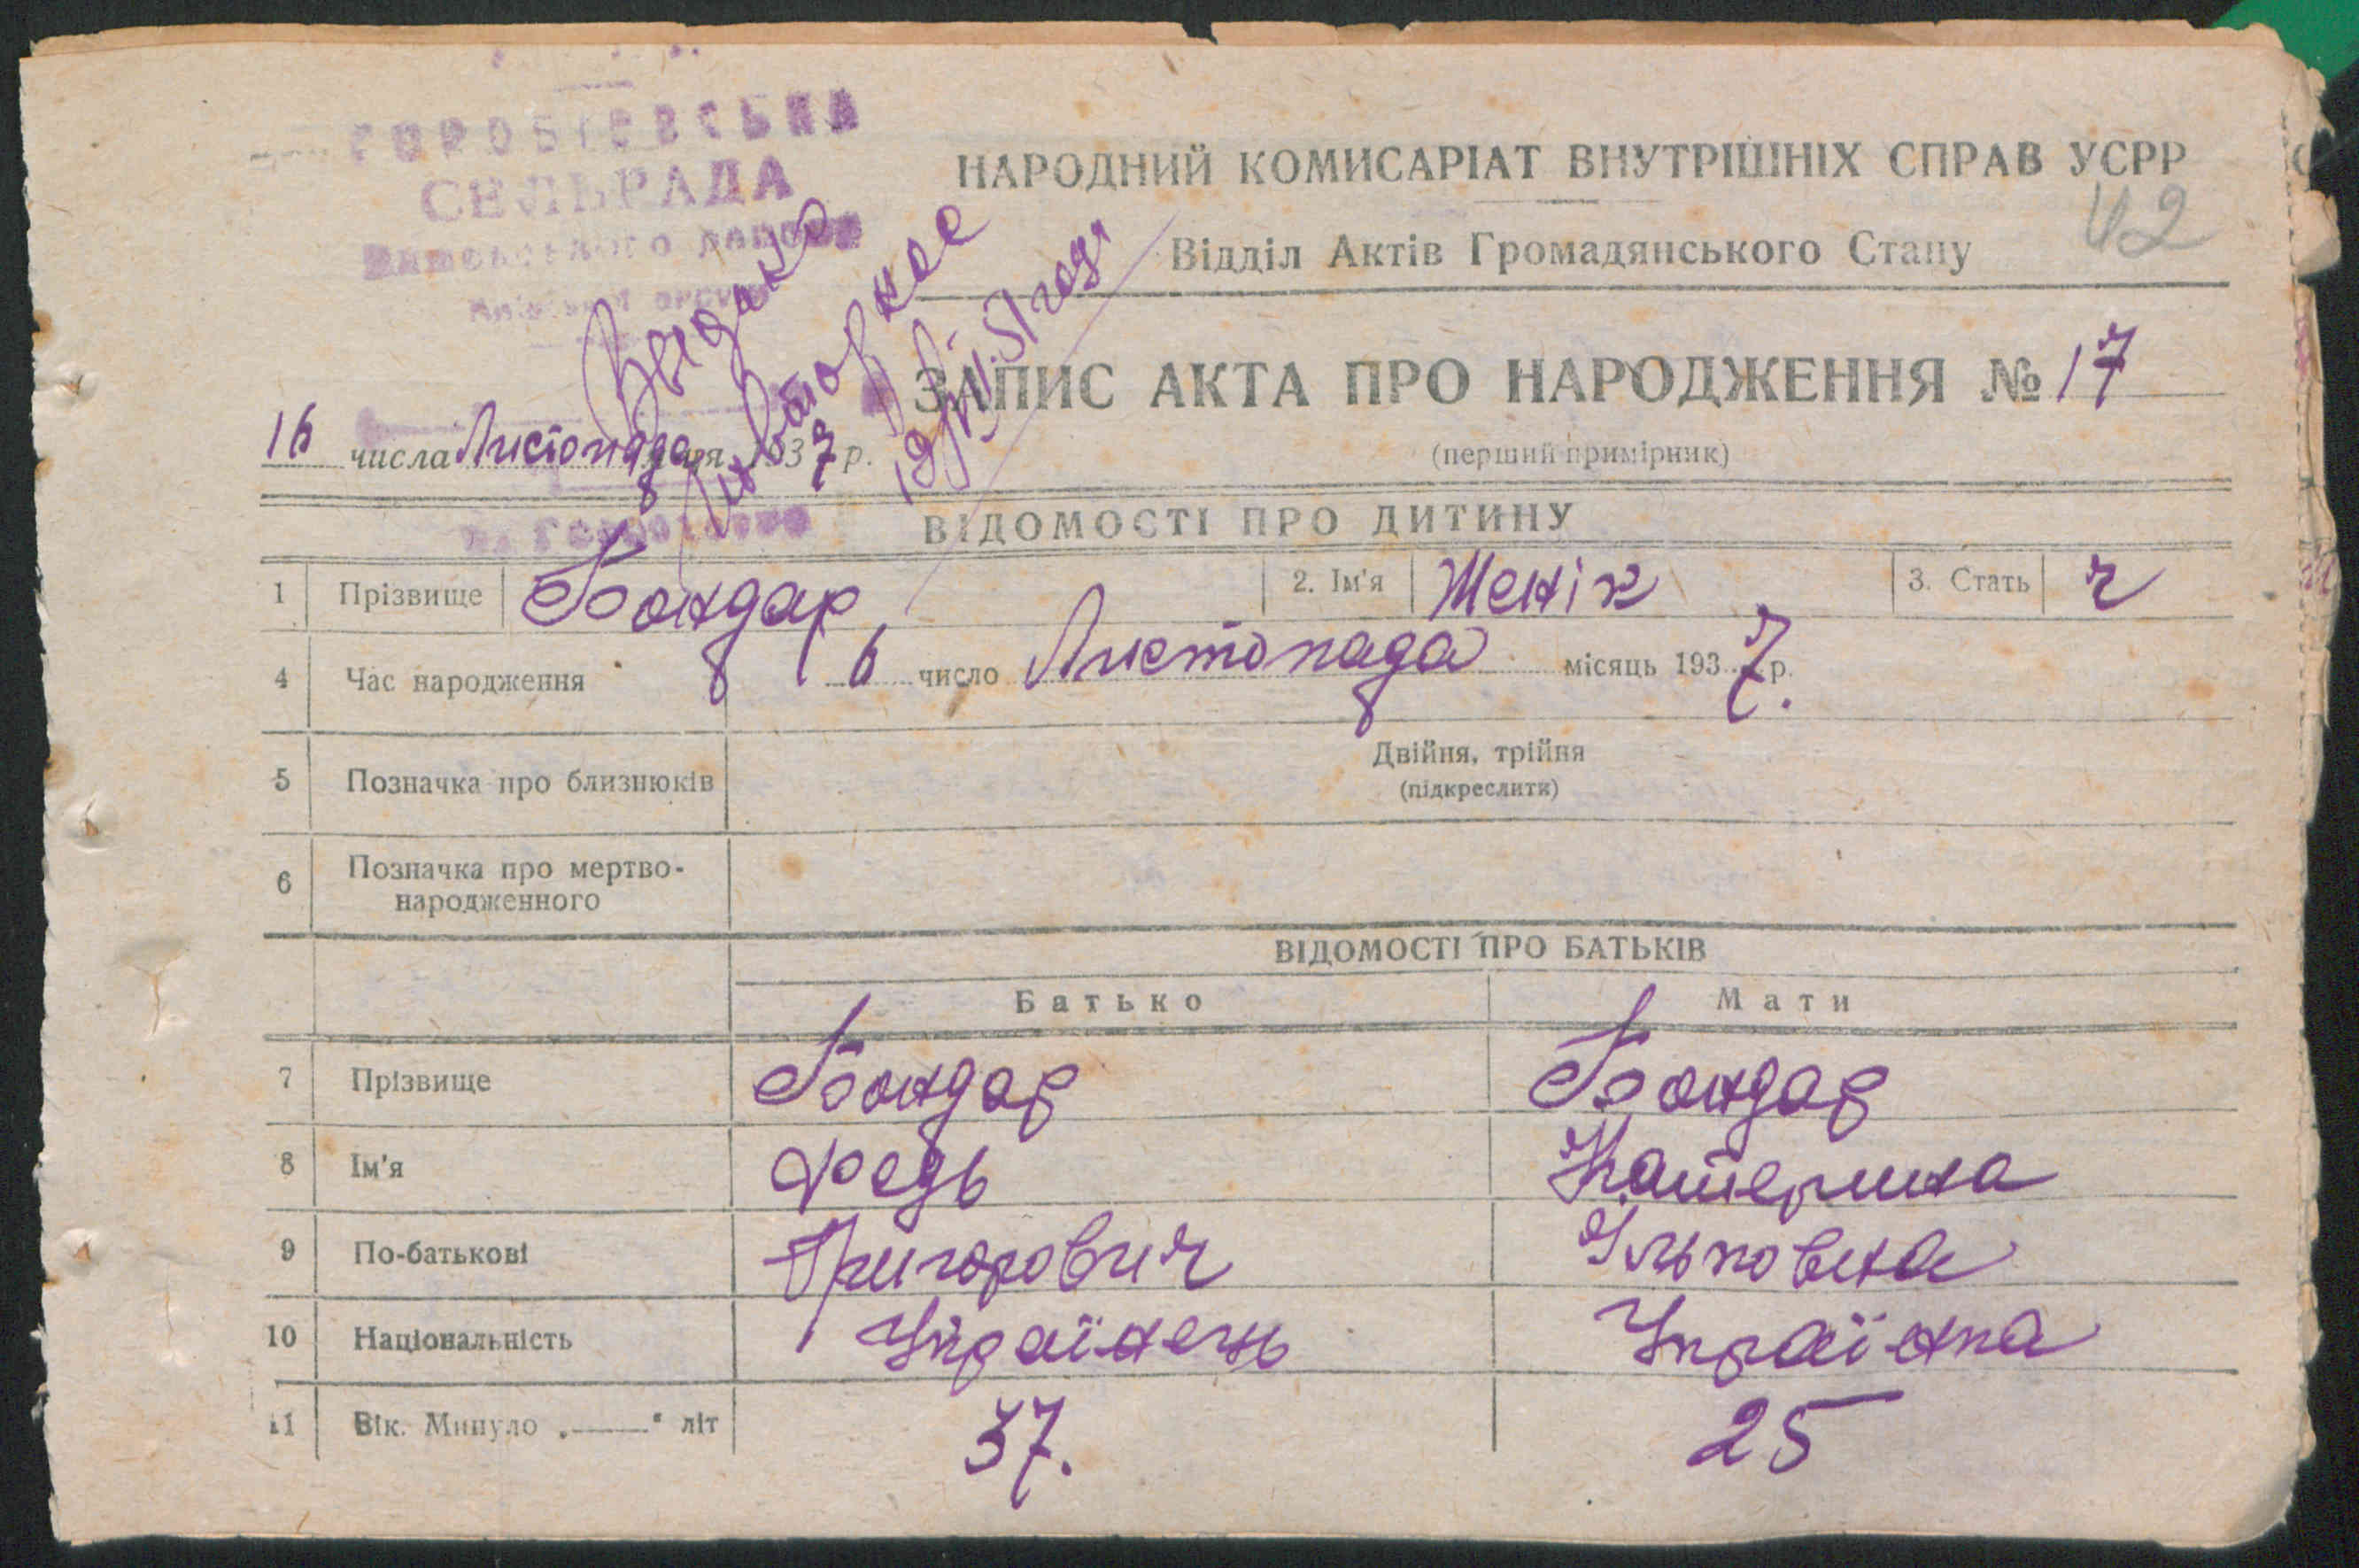 СЕЛЬРАДА
НАРОДНИЙ КОМИСАРІАТ ВНУТРІШНІХ СПРАВ УСРР
42
Відділ Актів Громадянського Стану
Выдано
повторное
ЗАПИС АКТА ПРО НАРОДЖЕННЯ № 17
(перший примірник)
16 числа Листопада 1937 р.
ВІДОМОСТІ ПРО ДИТИНУ
1 Прізвище Бондар 2. Ім'я Женік 3. Стать ч
4 Час народження 6 число Листопада місяць 1937 р.
5 Позначка про близнюків Двійня, трійня
(підкреслити)
6 Позначка про мертво-
народженного
ВІДОМОСТІ ПРО БАТЬКІВ
Батько Мати
7 Прізвище Бондар Бондар
8 Ім'я Федь Катерина
9 По-батькові Григорович Ільковна
10 Національність Українець Українка
11 Вік. Минуло „——“ літ 37. 25